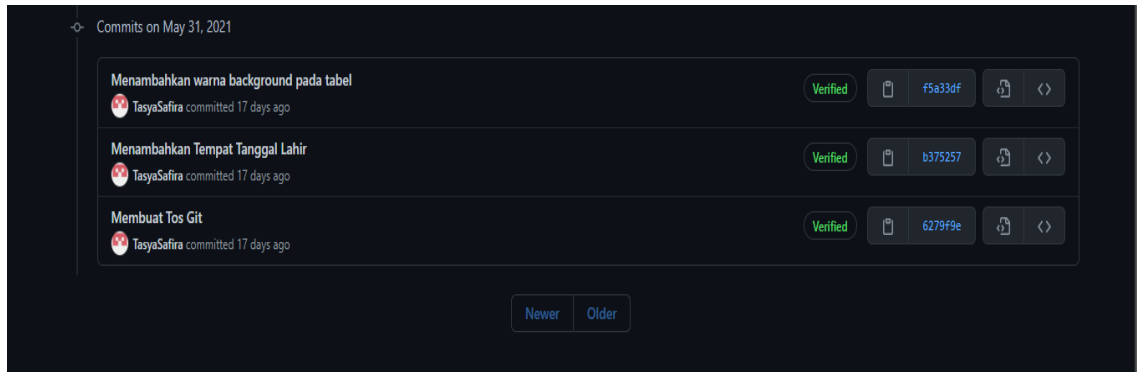 Commits on May 31, 2021
Menambahkan warna background pada tabel
TasyaSafira committed 17 days ago
Verified
f5a33df
Menambahkan Tempat Tanggal Lahir
TasyaSafira committed 17 days ago
Verified
b375257
Membuat Tos Git
TasyaSafira committed 17 days ago
Verified
6279f9e
Newer Older